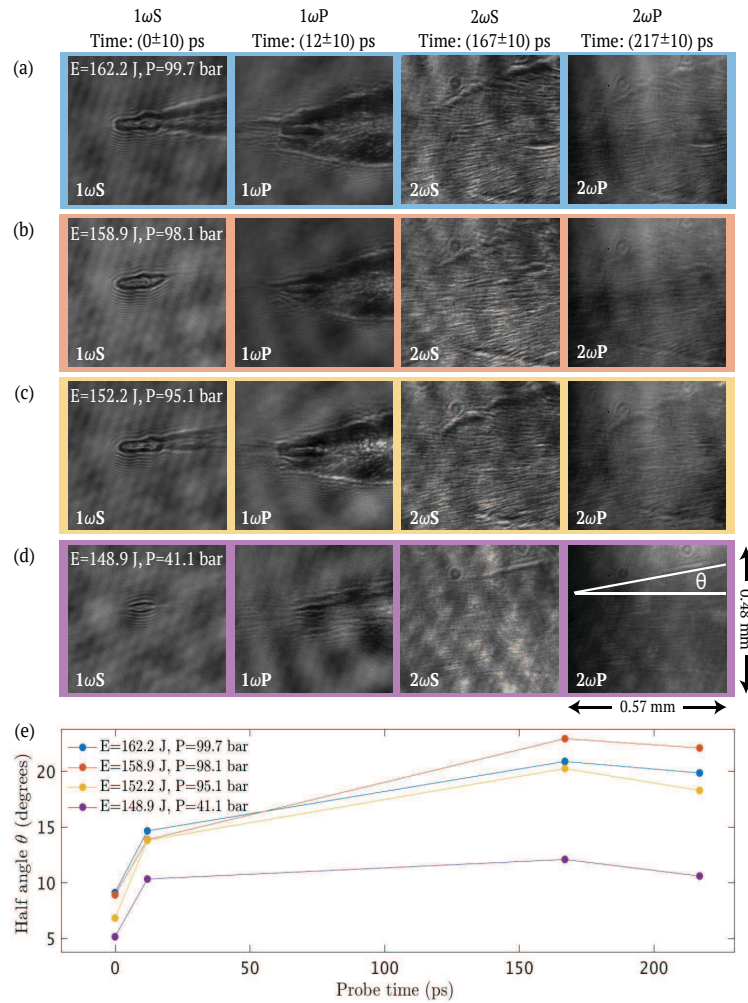 1ωS 1ωP 2ωS 2ωP
Time: (0±10) ps Time: (12±10) ps Time: (167±10) ps Time: (217±10) ps
(a)
E=162.2 J, P=99.7 bar
1ωS 1ωP 2ωS 2ωP
(b)
E=158.9 J, P=98.1 bar
1ωS 1ωP 2ωS 2ωP
(c)
E=152.2 J, P=95.1 bar
1ωS 1ωP 2ωS 2ωP
(d)
E=148.9 J, P=41.1 bar
θ
1ωS 1ωP 2ωS 2ωP
0.48 mm
0.57 mm
(e)
E=162.2 J, P=99.7 bar
E=158.9 J, P=98.1 bar
E=152.2 J, P=95.1 bar
E=148.9 J, P=41.1 bar
Half angle θ (degrees)
20
15
10
5
0 50 100 150 200
Probe time (ps)